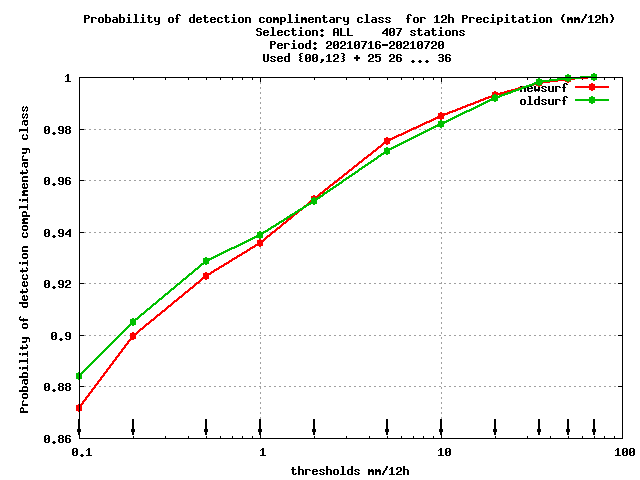 Probability of detection complimentary class  for 12h Precipitation (mm/12h)
Selection: ALL    407 stations
Period: 20210716-20210720
Used {00,12} + 25 26 ... 36
newsurf
oldsurf
Probability of detection complimentary class
1
0.98
0.96
0.94
0.92
0.9
0.88
0.86
0.1
1
10
100
thresholds mm/12h